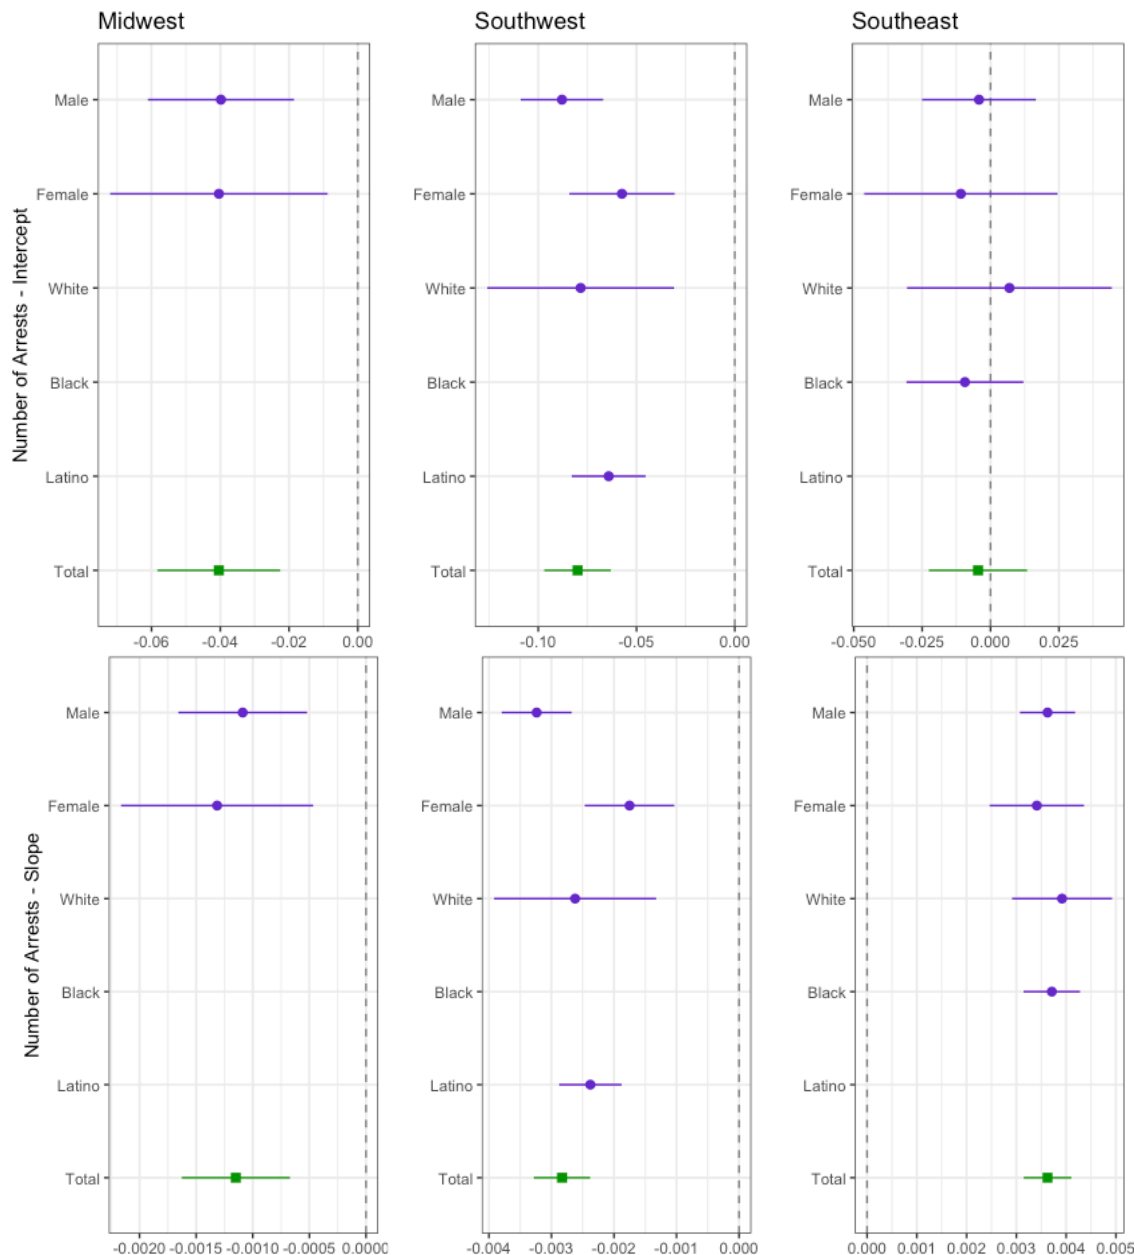 Midwest
Southwest
Southeast
Number of Arrests - Intercept
Male
Female
White
Black
Latino
Total
-0.06 -0.04 -0.02 0.00
Male
Female
White
Black
Latino
Total
-0.10 -0.05 0.00
Male
Female
White
Black
Latino
Total
-0.050 -0.025 0.000 0.025
Number of Arrests - Slope
Male
Female
White
Black
Latino
Total
-0.0020 -0.0015 -0.0010 -0.0005 0.000
Male
Female
White
Black
Latino
Total
-0.004 -0.003 -0.002 -0.001 0.000
Male
Female
White
Black
Latino
Total
0.000 0.001 0.002 0.003 0.004 0.005